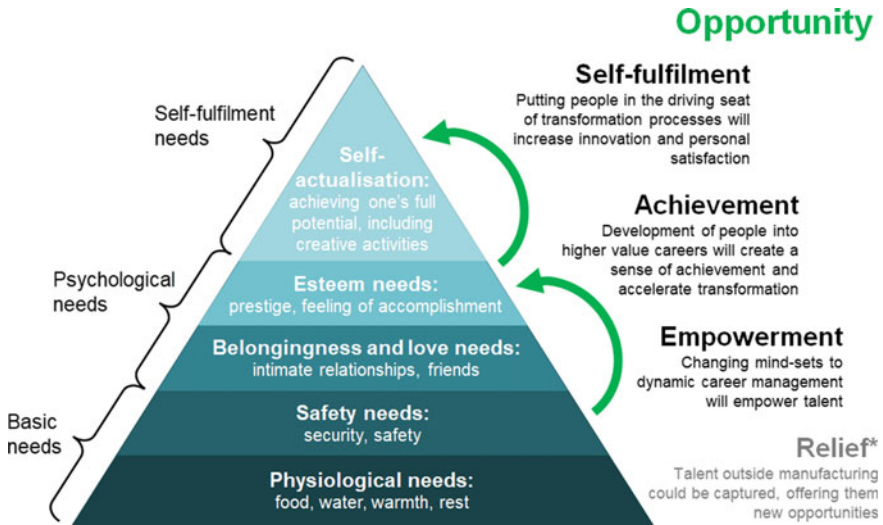 Opportunity
Self-fulfilment
needs
Psychological
needs
Basic
needs
Self-
actualisation:
achieving one's full
potential, including
creative activities
Esteem needs:
prestige, feeling of accomplishment
Belongingness and love needs:
intimate relationships, friends
Safety needs:
security, safety
Physiological needs:
food, water, warmth, rest
Self-fulfilment
Putting people in the driving seat
of transformation processes will
increase innovation and personal
satisfaction
Achievement
Development of people into
higher value careers will create a
sense of achievement and
accelerate transformation
Empowerment
Changing mind-sets to
dynamic career management
will empower talent
Relief*
Talent outside manufacturing
could be captured, offering them
new opportunities